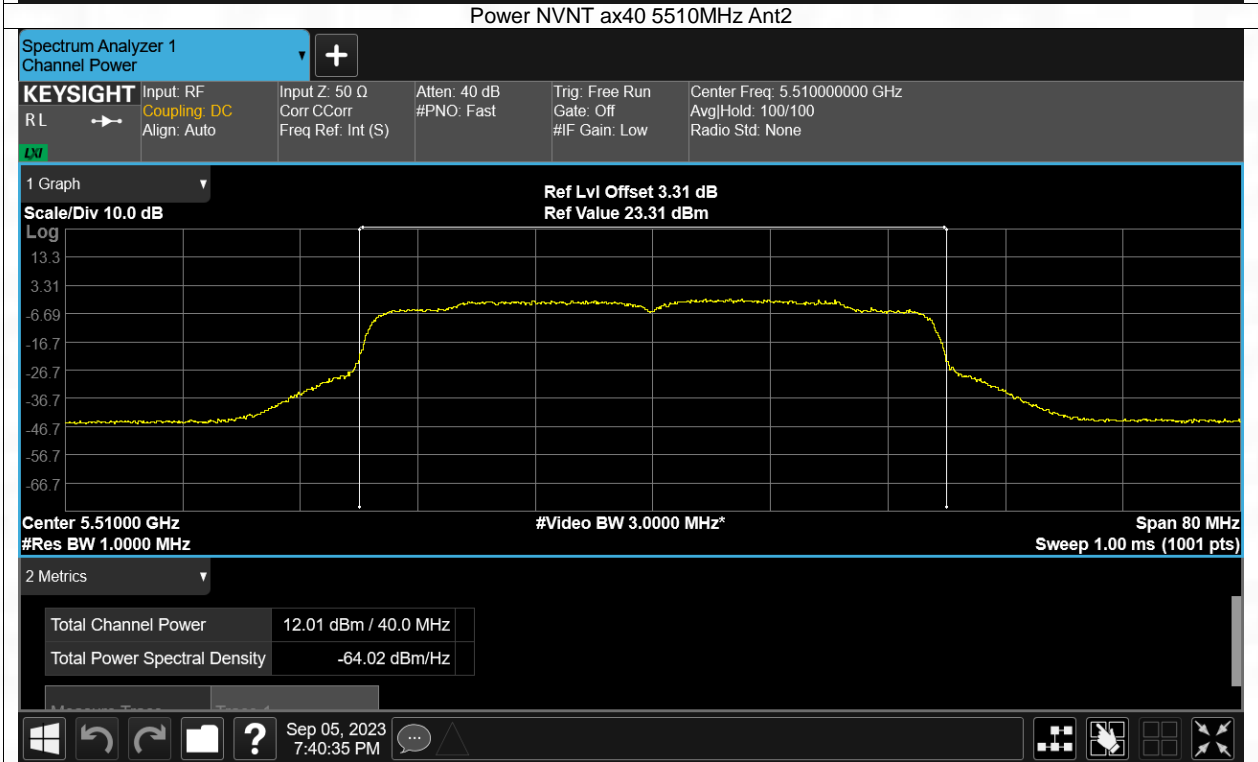 Power NVNT ax40 5510MHz Ant2
Spectrum Analyzer 1
Channel Power
KEYSIGHT
RL
LXI
Input: RF
Coupling: DC
Align: Auto
Input Z: 50 Ω
Corr CCorr
Freq Ref: Int (S)
Atten: 40 dB
#PNO: Fast
Trig: Free Run
Gate: Off
#IF Gain: Low
Center Freq: 5.510000000 GHz
Avg|Hold: 100/100
Radio Std: None
1 Graph
Scale/Div 10.0 dB
Ref Lvl Offset 3.31 dB
Ref Value 23.31 dBm
Log
13.3
3.31
-6.69
-16.7
-26.7
-36.7
-46.7
-56.7
-66.7
Center 5.51000 GHz
#Video BW 3.0000 MHz*
Span 80 MHz
#Res BW 1.0000 MHz
Sweep 1.00 ms (1001 pts)
2 Metrics
Total Channel Power 12.01 dBm / 40.0 MHz
Total Power Spectral Density -64.02 dBm/Hz
Sep 05, 2023
7:40:35 PM